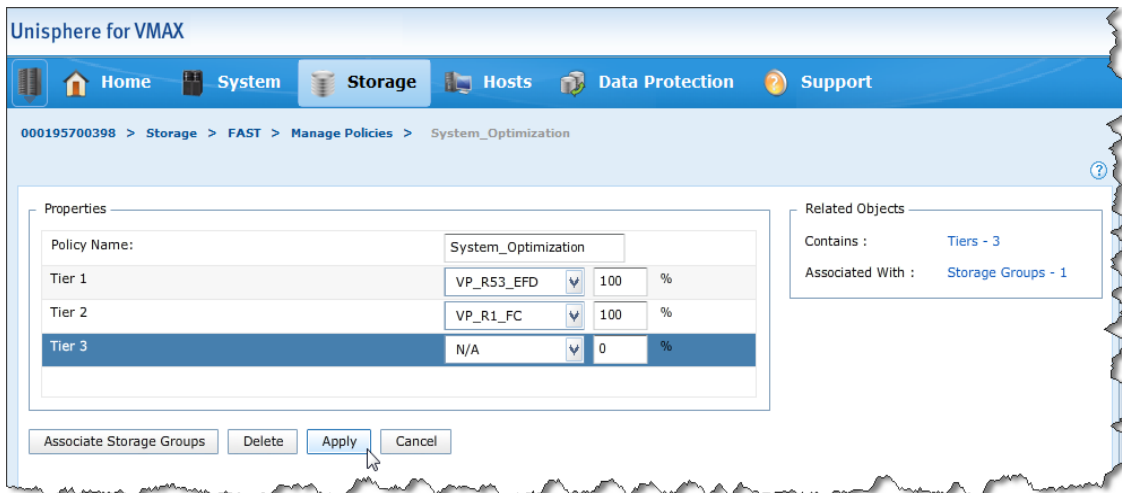 Unisphere for VMAX
Home System Storage Hosts Data Protection Support
000195700398 > Storage > FAST > Manage Policies > System_Optimization
?
Properties
Policy Name: System_Optimization
Tier 1 VP_R53_EFD 100 %
Tier 2 VP_R1_FC 100 %
Tier 3 N/A 0 %
Associate Storage Groups Delete Apply Cancel
Related Objects
Contains : Tiers - 3
Associated With : Storage Groups - 1